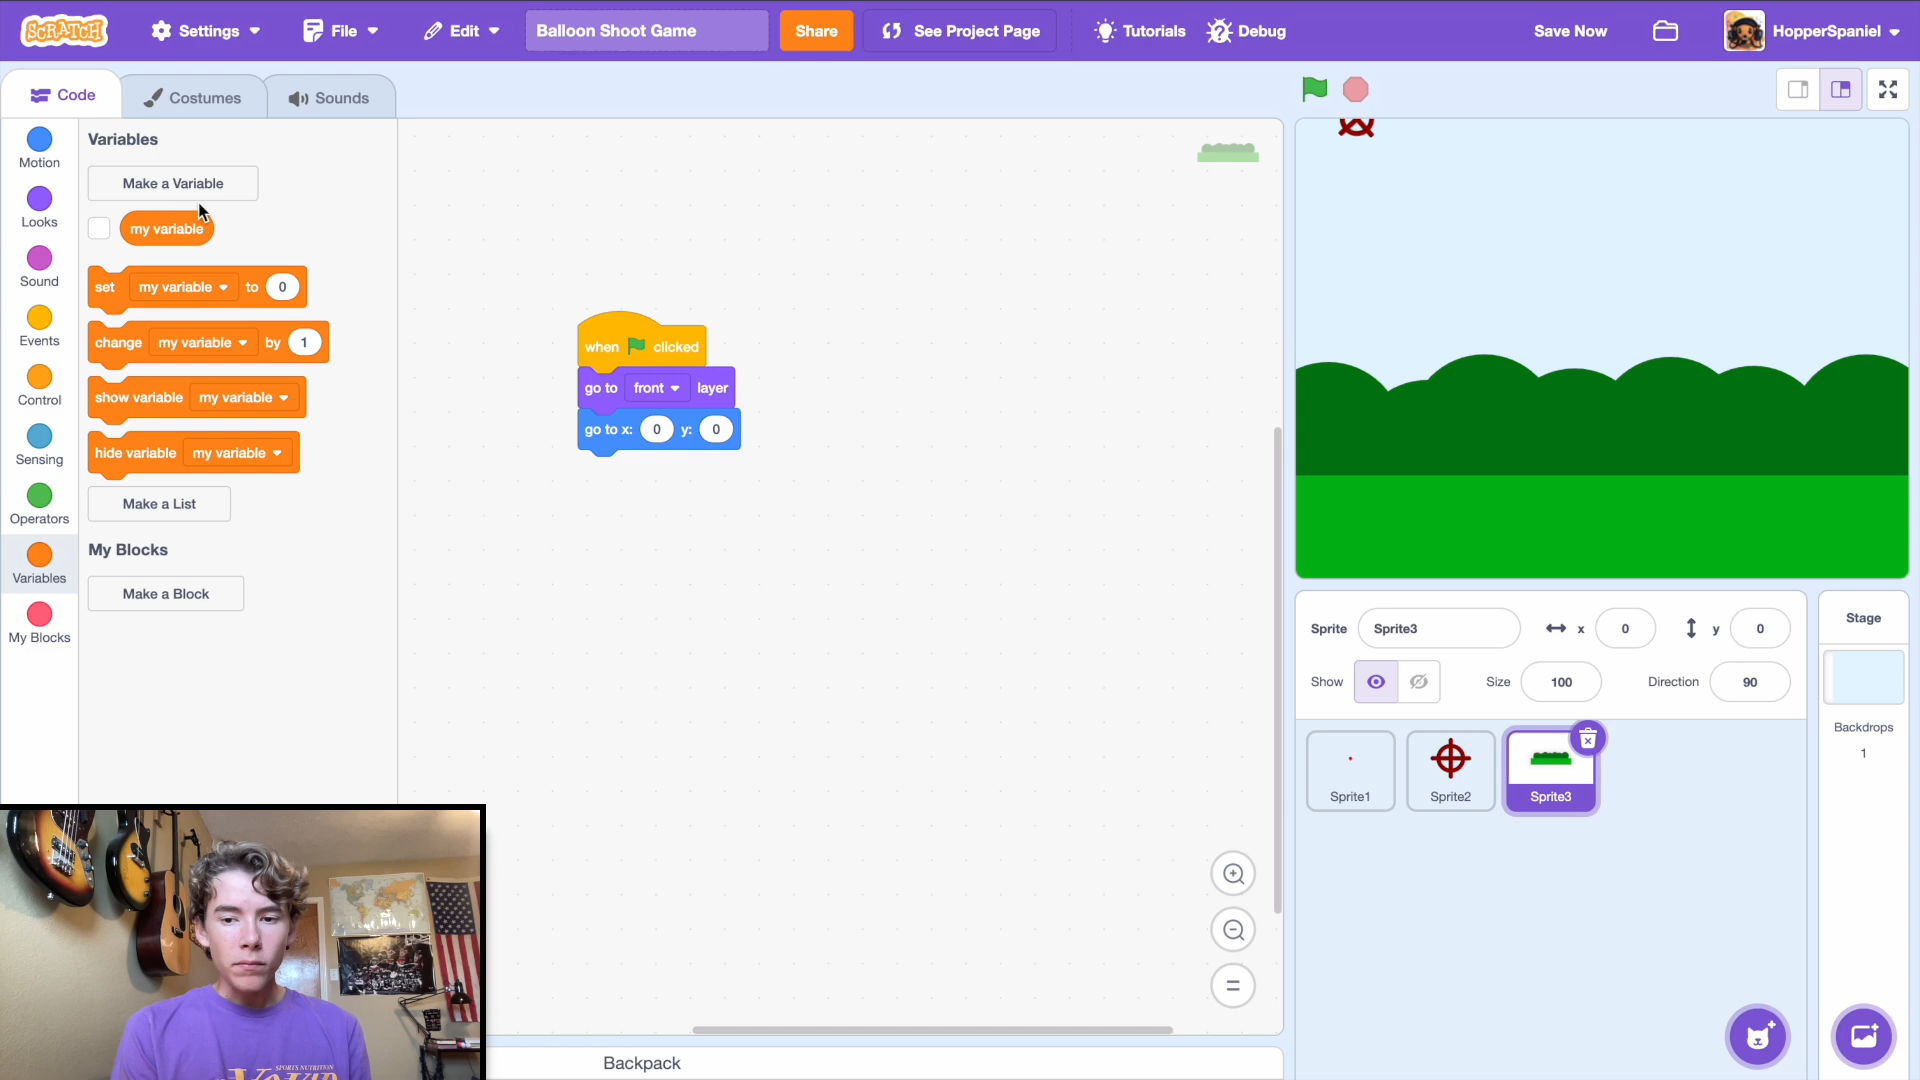 SCRATCH Settings File Edit Balloon Shoot Game Share See Project Page Tutorials Debug Save Now HopperSpaniel
Code Costumes Sounds
Motion
Looks
Sound
Events
Control
Sensing
Operators
Variables
My Blocks
Variables
Make a Variable
my variable
set my variable to 0
change my variable by 1
show variable my variable
hide variable my variable
Make a List
My Blocks
Make a Block
when clicked
go to front layer
go to x: 0 y: 0
Sprite Sprite3 x 0 y 0
Show Size 100 Direction 90
Sprite1 Sprite2 Sprite3
Stage
Backdrops
1
SPORTS NUTRITION
Backpack